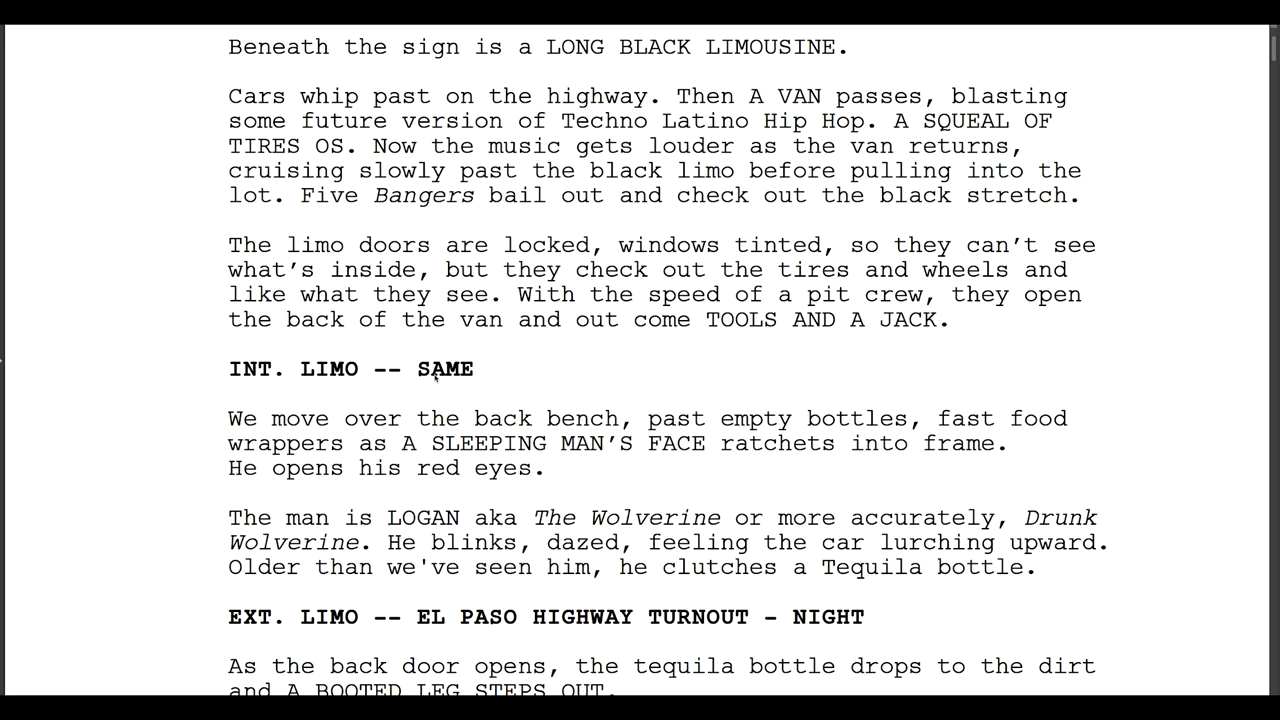 Beneath the sign is a LONG BLACK LIMOUSINE.
Cars whip past on the highway. Then A VAN passes, blasting
some future version of Techno Latino Hip Hop. A SQUEAL OF
TIRES OS. Now the music gets louder as the van returns,
cruising slowly past the black limo before pulling into the
lot. Five Bangers bail out and check out the black stretch.
The limo doors are locked, windows tinted, so they can’t see
what’s inside, but they check out the tires and wheels and
like what they see. With the speed of a pit crew, they open
the back of the van and out come TOOLS AND A JACK.
INT. LIMO -- SAME
We move over the back bench, past empty bottles, fast food
wrappers as A SLEEPING MAN’S FACE ratchets into frame.
He opens his red eyes.
The man is LOGAN aka The Wolverine or more accurately, Drunk
Wolverine. He blinks, dazed, feeling the car lurching upward.
Older than we've seen him, he clutches a Tequila bottle.
EXT. LIMO -- EL PASO HIGHWAY TURNOUT - NIGHT
As the back door opens, the tequila bottle drops to the dirt
and A BOOTED LEG STEPS OUT.